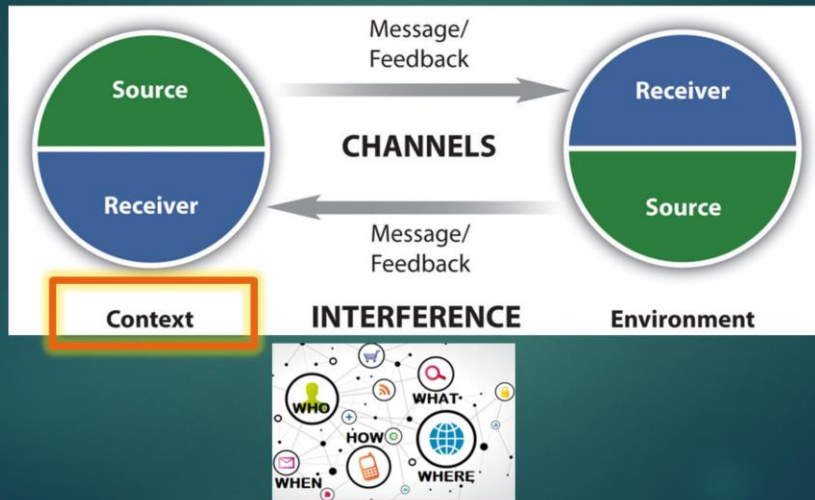 Message/
Feedback
Source
Receiver
CHANNELS
Receiver
Source
Message/
Feedback
Context
INTERFERENCE
Environment
WHO
WHAT
HOW
WHEN
WHERE